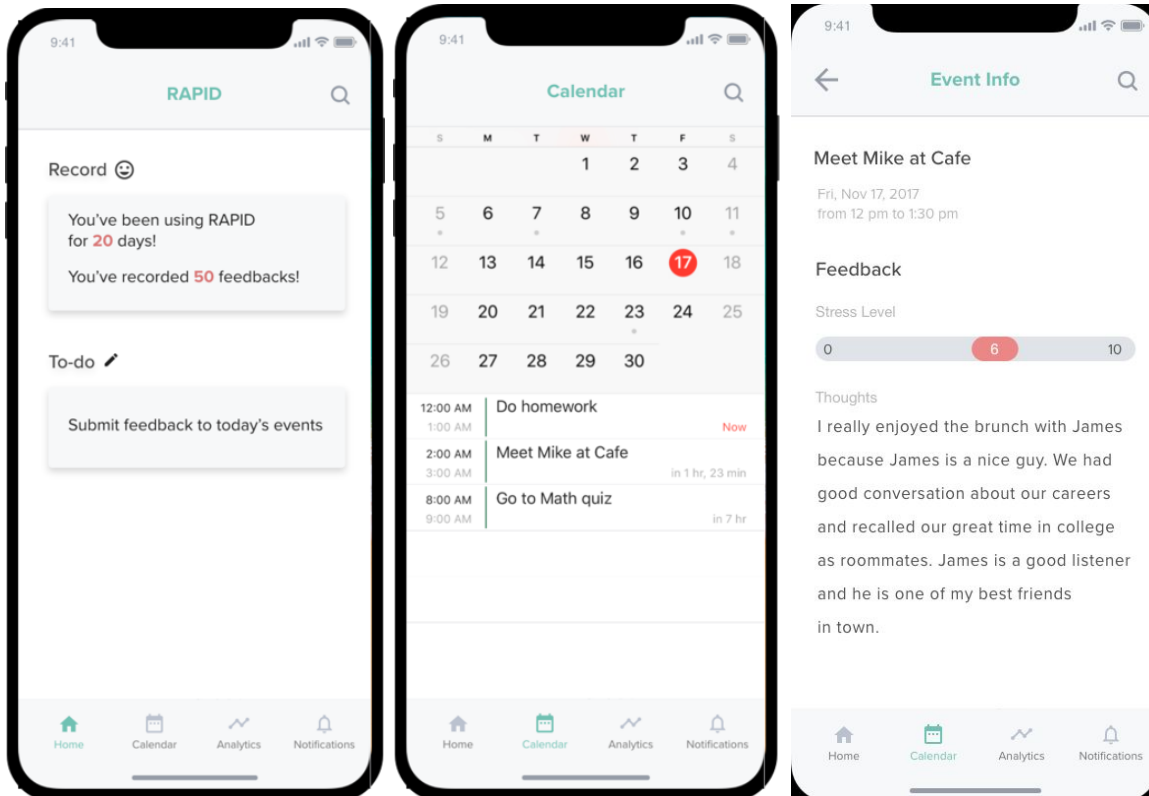 9:41
RAPID
Record
You've been using RAPID
for 20 days!
You've recorded 50 feedbacks!
To-do
Submit feedback to today's events
Home Calendar Analytics Notifications
9:41
Calendar
S M T W T F S
1 2 3 4
5 6 7 8 9 10 11
12 13 14 15 16 17 18
19 20 21 22 23 24 25
26 27 28 29 30
12:00 AM Do homework
1:00 AM Now
2:00 AM Meet Mike at Cafe
3:00 AM in 1 hr, 23 min
8:00 AM Go to Math quiz
9:00 AM in 7 hr
Home Calendar Analytics Notifications
9:41
Event Info
Meet Mike at Cafe
Fri, Nov 17, 2017
from 12 pm to 1:30 pm
Feedback
Stress Level
0 6 10
Thoughts
I really enjoyed the brunch with James
because James is a nice guy. We had
good conversation about our careers
and recalled our great time in college
as roommates. James is a good listener
and he is one of my best friends
in town.
Home Calendar Analytics Notifications